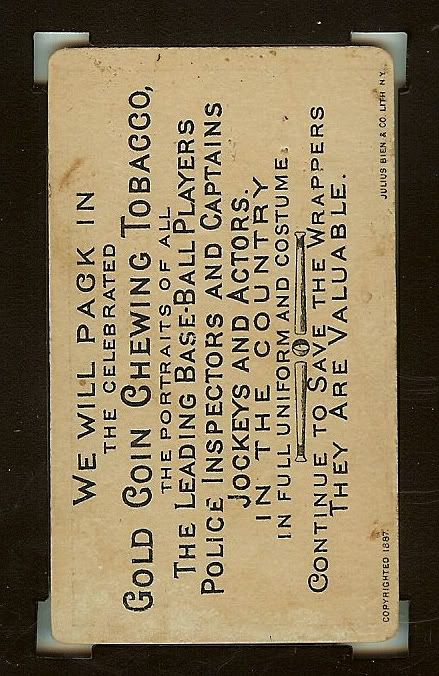 WE WILL PACK IN
THE CELEBRATED
GOLD COIN CHEWING TOBACCO,
THE PORTRAITS OF ALL
THE LEADING BASE-BALL PLAYERS
POLICE INSPECTORS AND CAPTAINS
JOCKEYS AND ACTORS.
IN THE COUNTRY
IN FULL UNIFORM AND COSTUME.
CONTINUE TO SAVE THE WRAPPERS
THEY ARE VALUABLE.
COPYRIGHTED 1887.
JULIUS BIEN & CO. LITH N.Y.